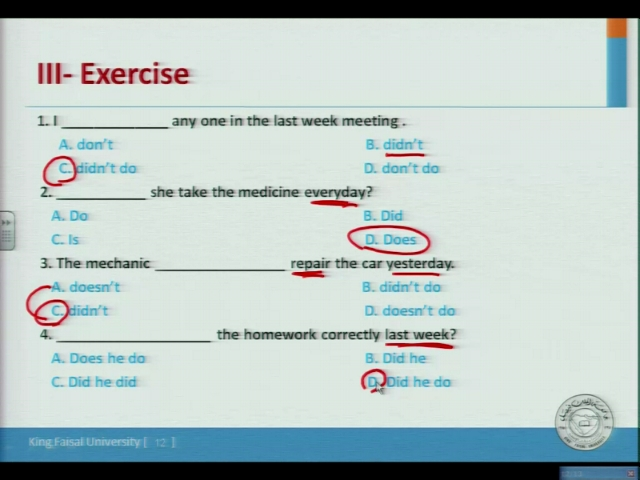 III- Exercise
1. I ____________ any one in the last week meeting .
A. don't B. didn't
C. didn't do D. don't do
2. __________ she take the medicine everyday?
A. Do B. Did
C. Is D. Does
3. The mechanic _______________ repair the car yesterday.
A. doesn't B. didn't do
C. didn't D. doesn't do
4. __________________ the homework correctly last week?
A. Does he do B. Did he
C. Did he did D. Did he do
King Faisal University [ 12 ]